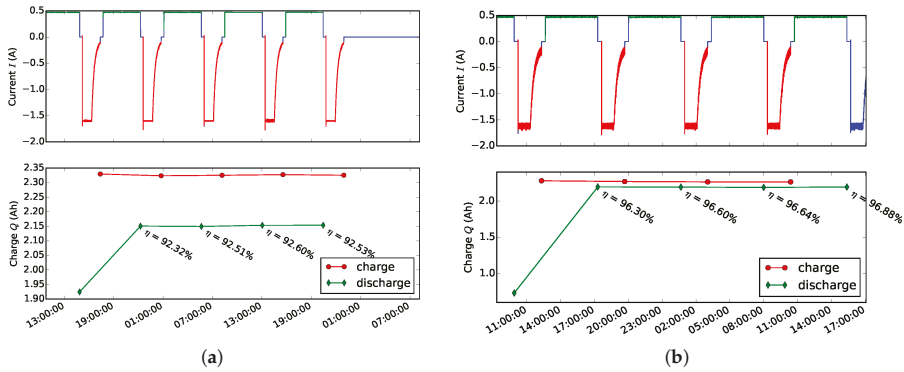 0.5
0.0
−0.5
−1.0
−1.5
−2.0
Current I (A)
2.35
2.30
2.25
2.20
2.15
2.10
2.05
2.00
1.95
1.90
Charge Q (Ah)
η = 92.32%
η = 92.51%
η = 92.60%
η = 92.53%
charge
discharge
13:00:00
19:00:00
01:00:00
07:00:00
13:00:00
19:00:00
01:00:00
07:00:00
(a)
0.5
0.0
−0.5
−1.0
−1.5
−2.0
Current I (A)
2.0
1.5
1.0
Charge Q (Ah)
η = 96.30%
η = 96.60%
η = 96.64%
η = 96.88%
charge
discharge
11:00:00
14:00:00
17:00:00
20:00:00
23:00:00
02:00:00
05:00:00
08:00:00
11:00:00
14:00:00
17:00:00
(b)